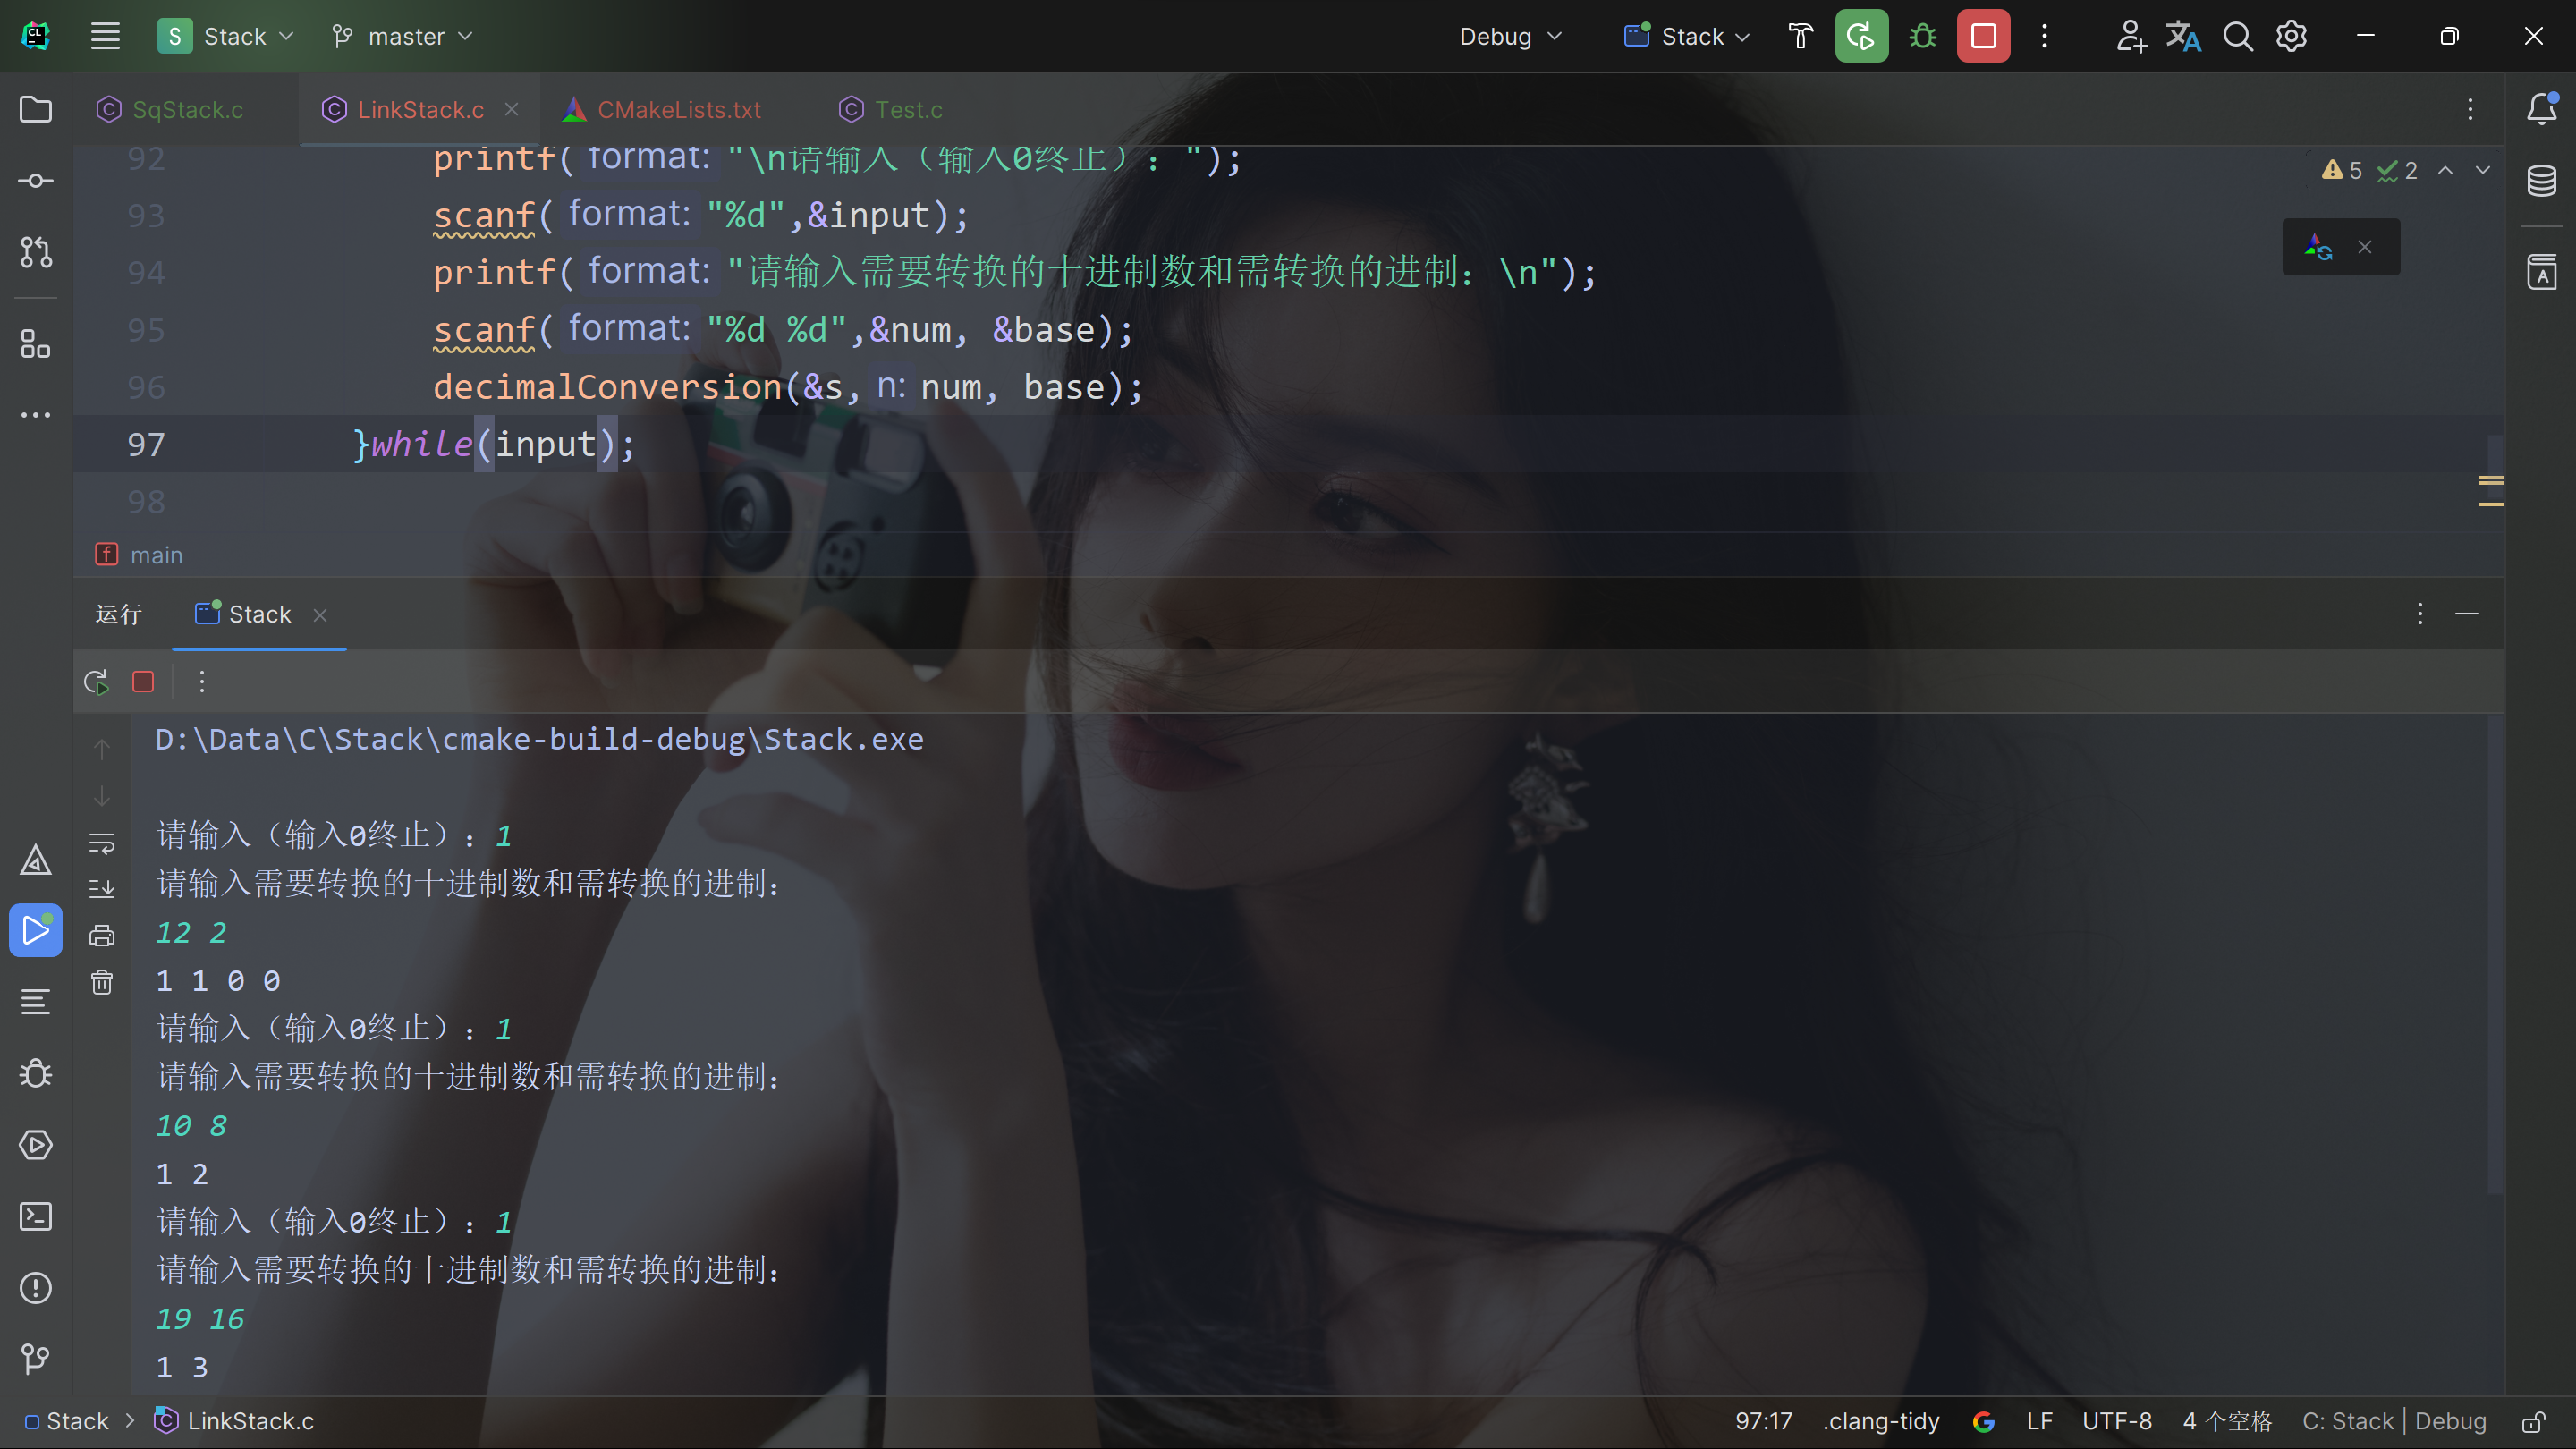 CL S Stack master Debug Stack
SqStack.c LinkStack.c CMakeLists.txt Test.c
92 printf( format: "\n请输入（输入0终止）: ");
5 2
93 scanf( format: "%d",&input);
94 printf( format: "请输入需要转换的十进制数和需转换的进制: \n");
95 scanf( format: "%d %d",&num, &base);
96 decimalConversion(&s, n: num, base);
97 }while(input);
98
f main
运行 Stack
D:\Data\C\Stack\cmake-build-debug\Stack.exe
请输入（输入0终止）: 1
请输入需要转换的十进制数和需转换的进制:
12 2
1 1 0 0
请输入（输入0终止）: 1
请输入需要转换的十进制数和需转换的进制:
10 8
1 2
请输入（输入0终止）: 1
请输入需要转换的十进制数和需转换的进制:
19 16
1 3
Stack > LinkStack.c 97:17 .clang-tidy LF UTF-8 4 个空格 C: Stack | Debug